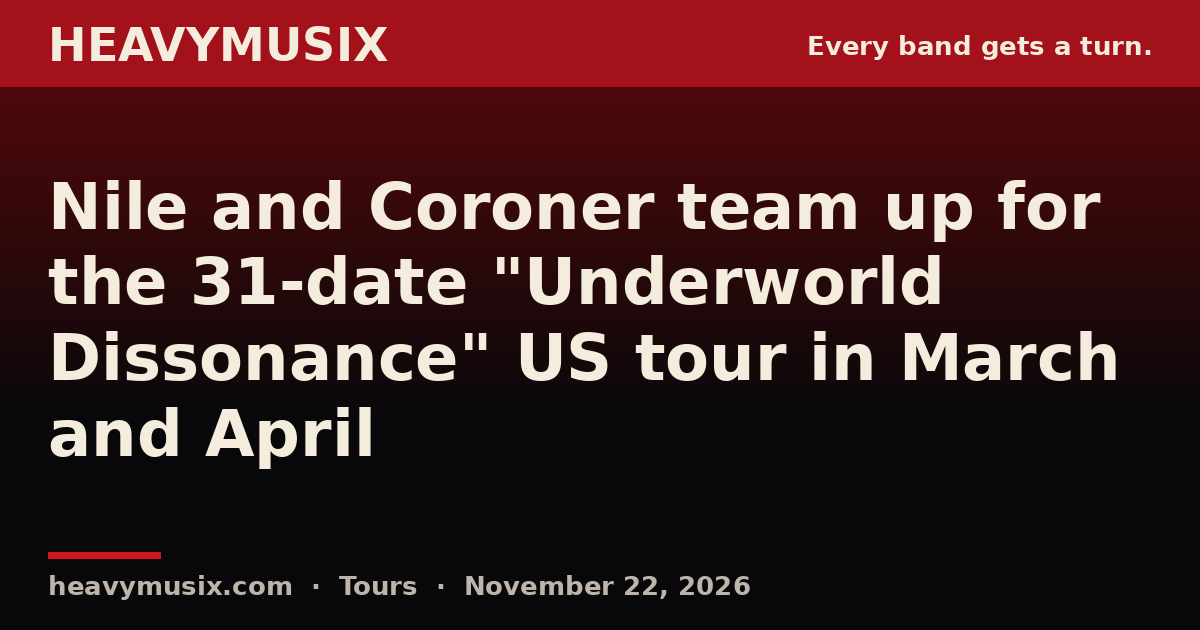 HEAVYMUSIX
Every band gets a turn.
Nile and Coroner team up for
the 31-date "Underworld
Dissonance" US tour in March
and April
heavymusix.com · Tours · November 22, 2026